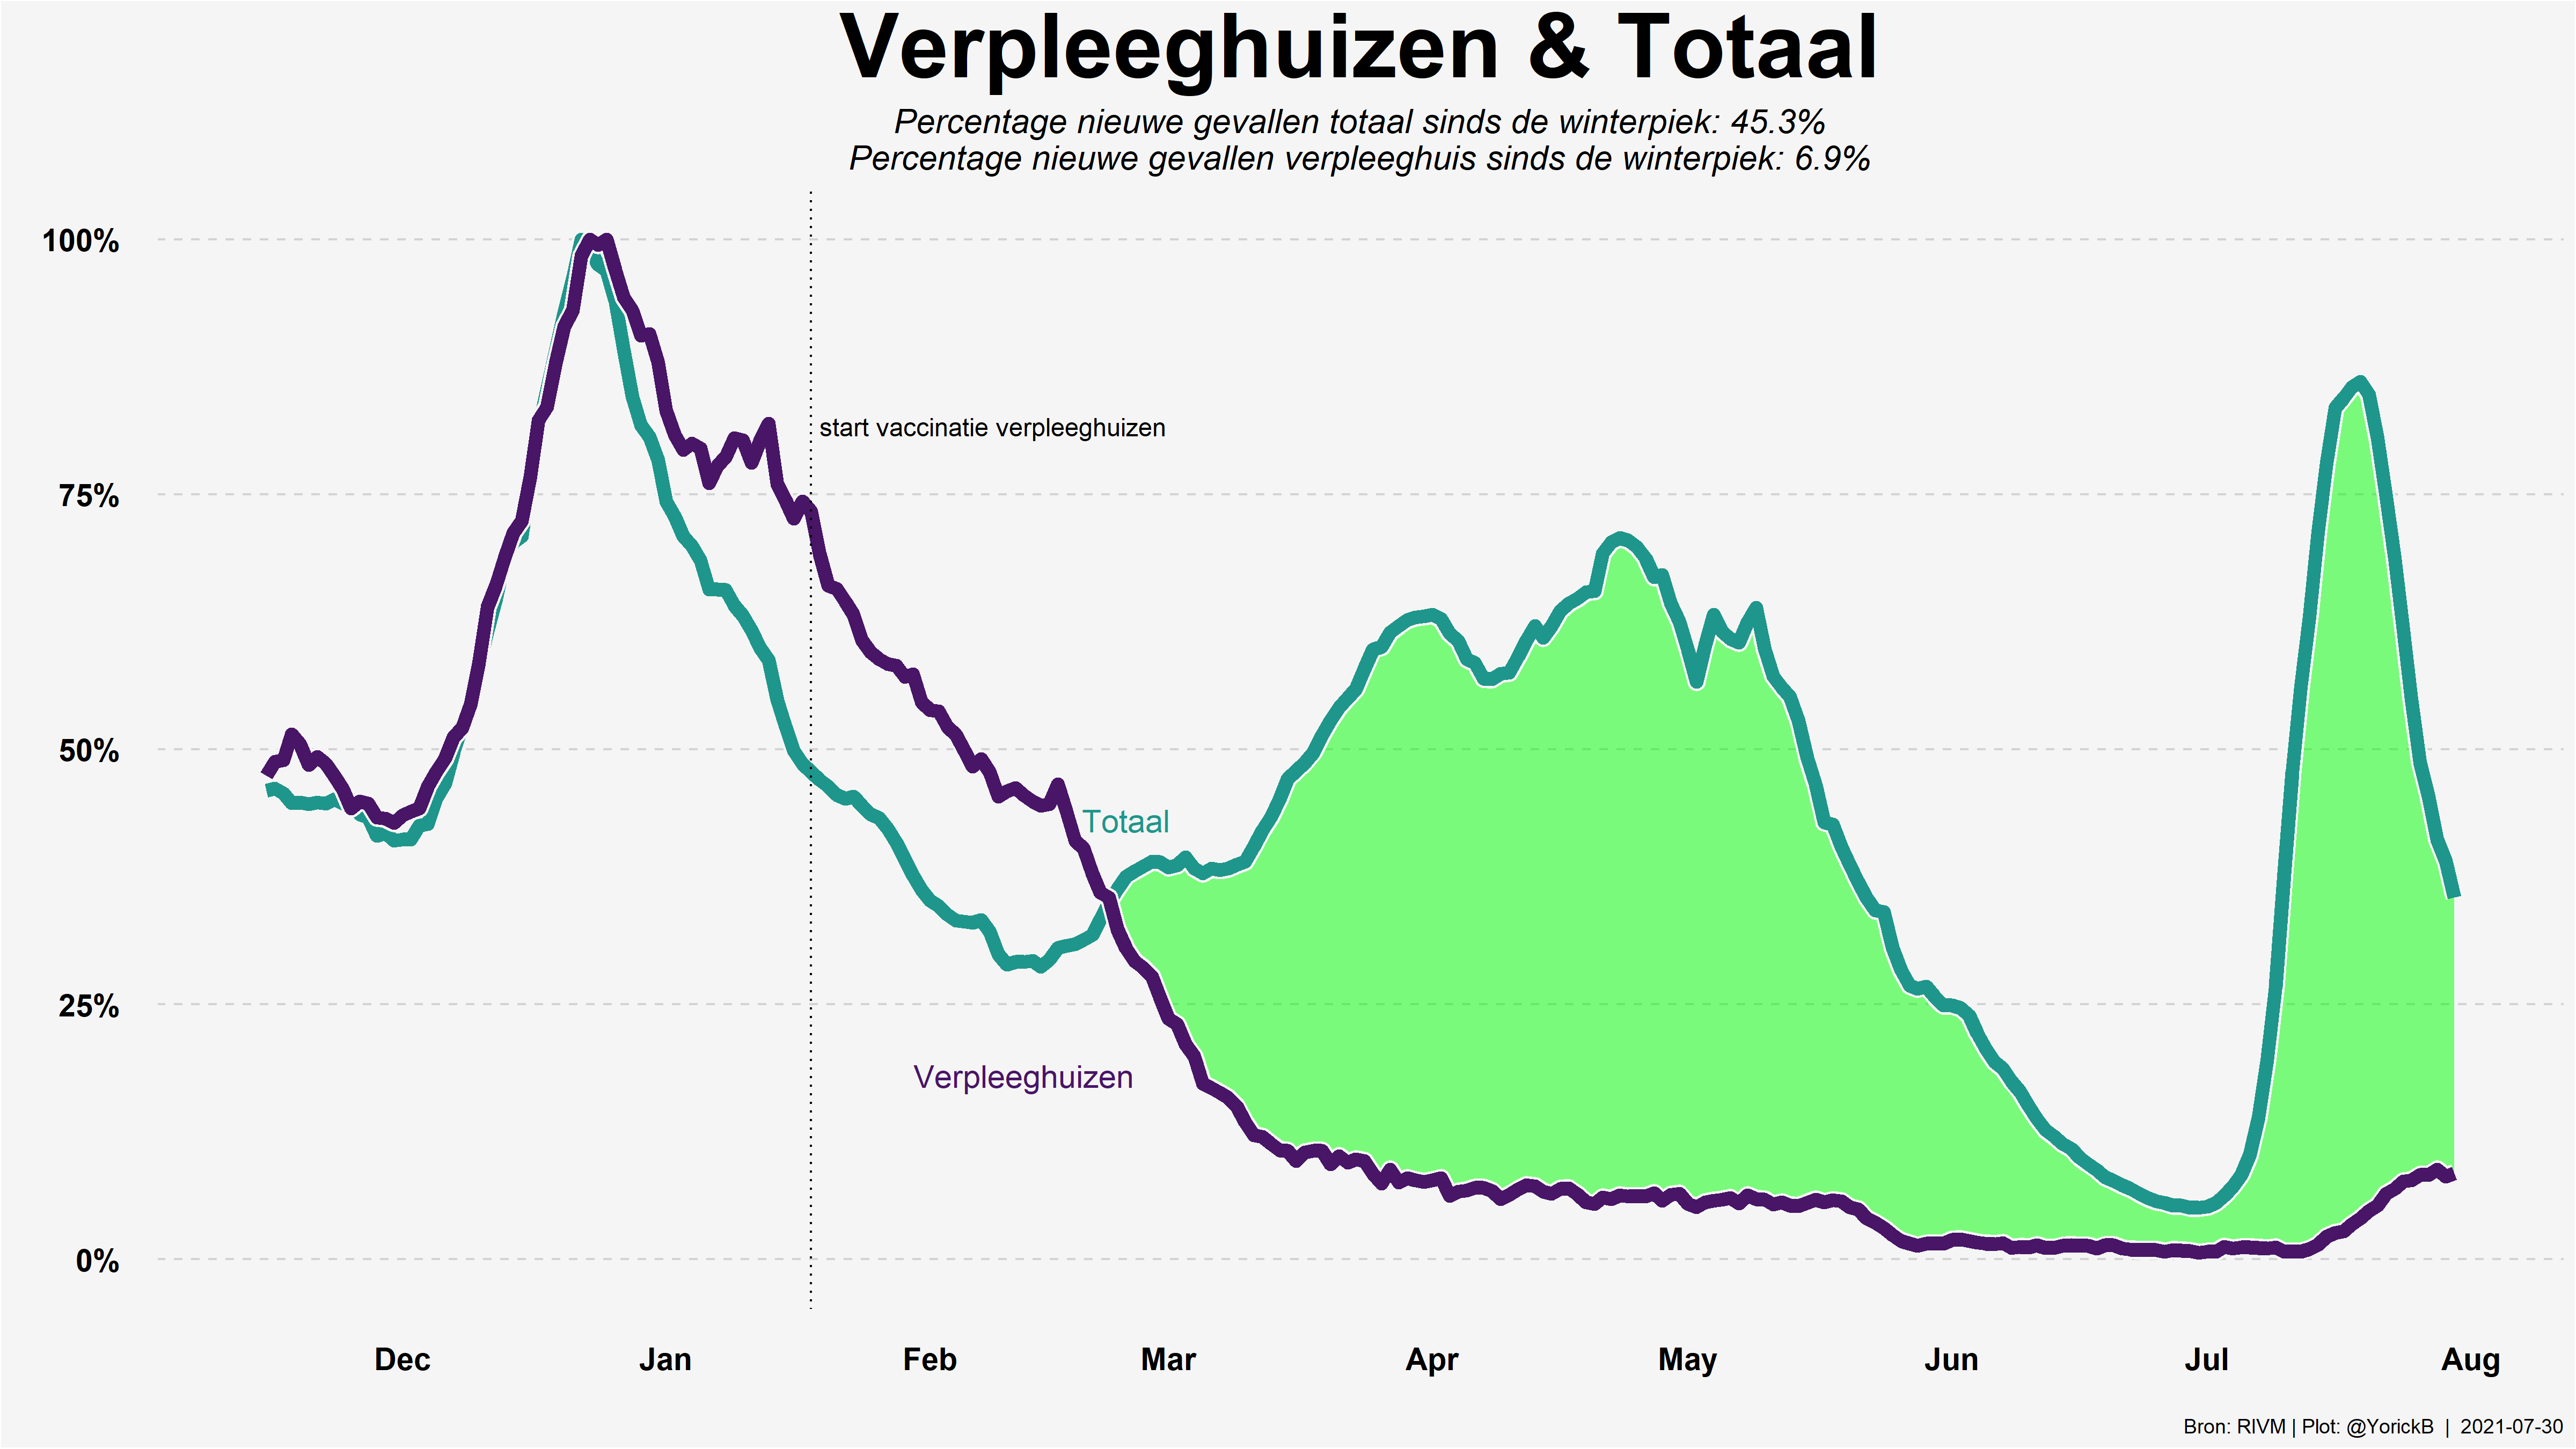 Verpleeghuizen & Totaal
Percentage nieuwe gevallen totaal sinds de winterpiek: 45.3%
Percentage nieuwe gevallen verpleeghuis sinds de winterpiek: 6.9%
100%
start vaccinatie verpleeghuizen
75%
50%
Totaal
25%
Verpleeghuizen
0%
Dec Jan Feb Mar Apr May Jun Jul Aug
Bron: RIVM | Plot: @YorickB | 2021-07-30